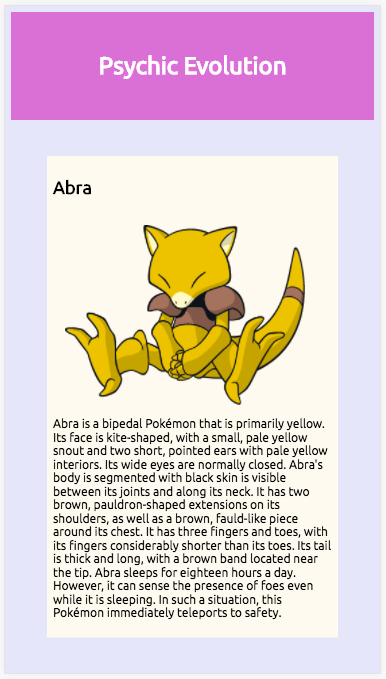 Psychic Evolution
Abra
Abra is a bipedal Pokémon that is primarily yellow.
Its face is kite-shaped, with a small, pale yellow
snout and two short, pointed ears with pale yellow
interiors. Its wide eyes are normally closed. Abra's
body is segmented with black skin is visible
between its joints and along its neck. It has two
brown, pauldron-shaped extensions on its
shoulders, as well as a brown, fauld-like piece
around its chest. It has three fingers and toes, with
its fingers considerably shorter than its toes. Its tail
is thick and long, with a brown band located near
the tip. Abra sleeps for eighteen hours a day.
However, it can sense the presence of foes even
while it is sleeping. In such a situation, this
Pokémon immediately teleports to safety.